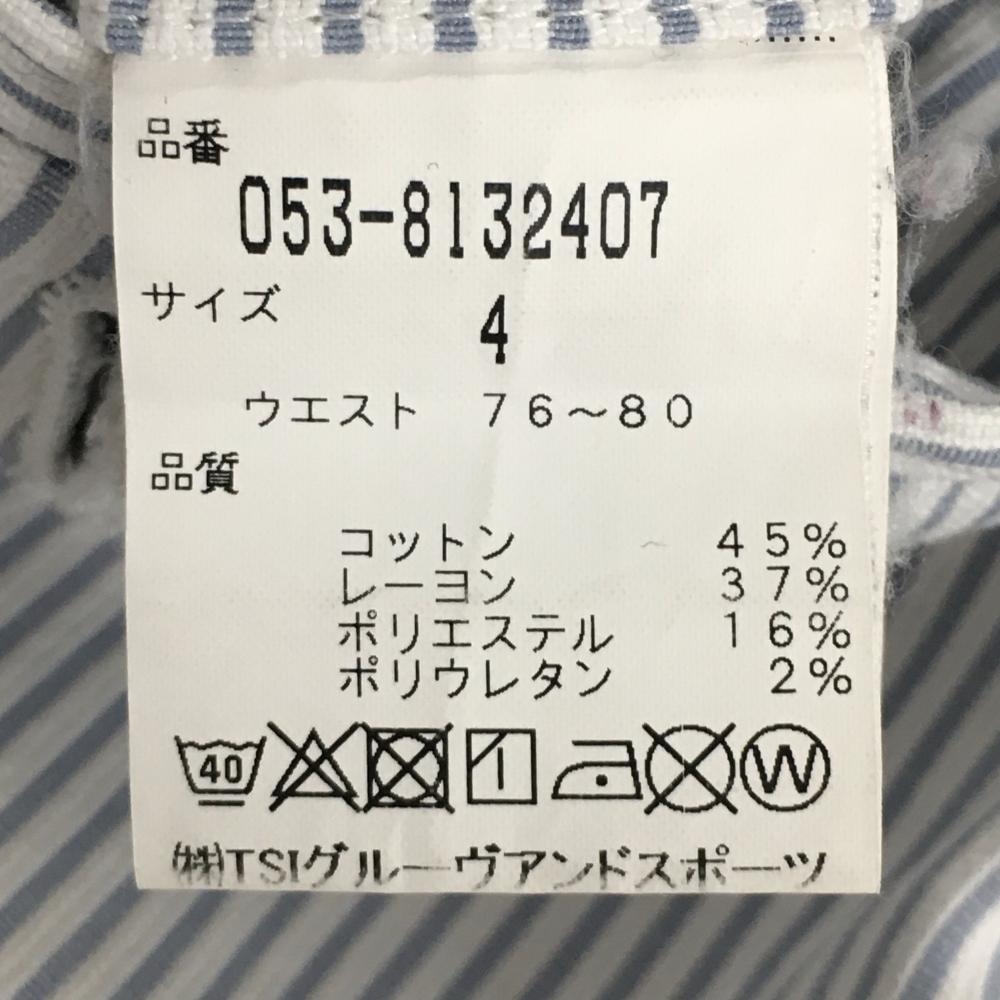 品番
053-8132407
サイズ
4
ウエスト 76～80
品質
コットン 45%
レーヨン 37%
ポリエステル 16%
ポリウレタン 2%
40 W
㈱TSIグルーヴアンドスポーツ